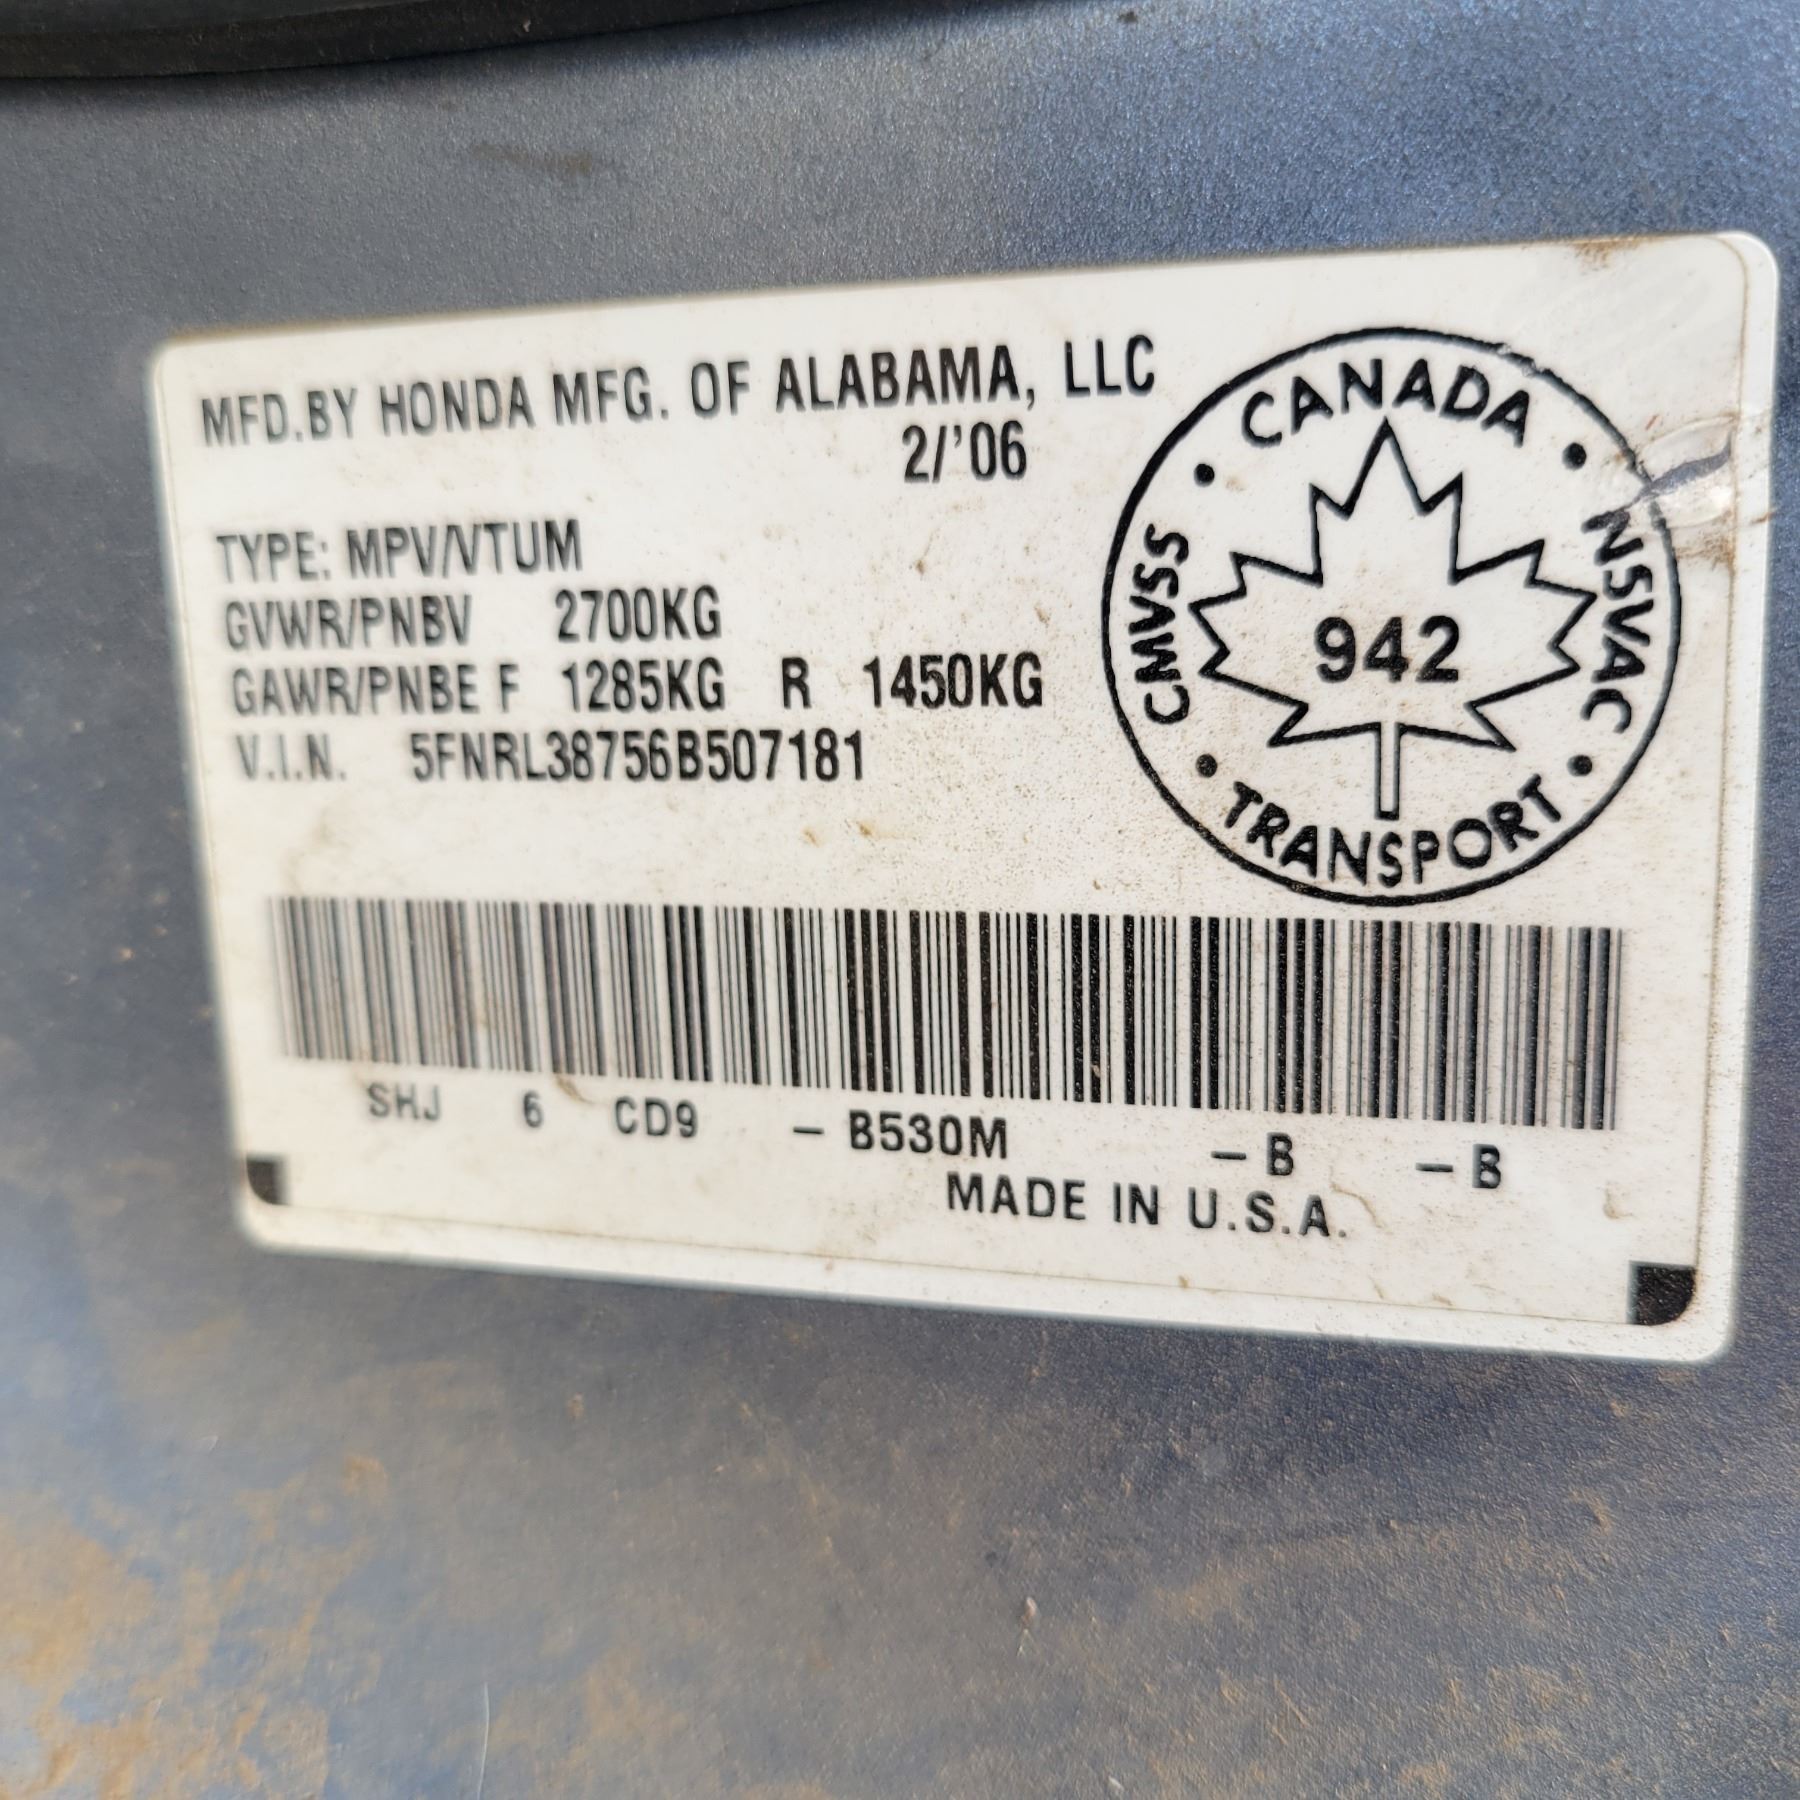 MFD.BY HONDA MFG. OF ALABAMA, LLC
2/'06
TYPE: MPV/VTUM
GVWR/PNBV 2700KG
GAWR/PNBE F 1285KG R 1450KG
V.I.N. 5FNRL38756B507181
CANADA
NSVAC
TRANSPORT
CMVSS
942
SHJ 6 CD9 – B530M – B – B
MADE IN U.S.A.